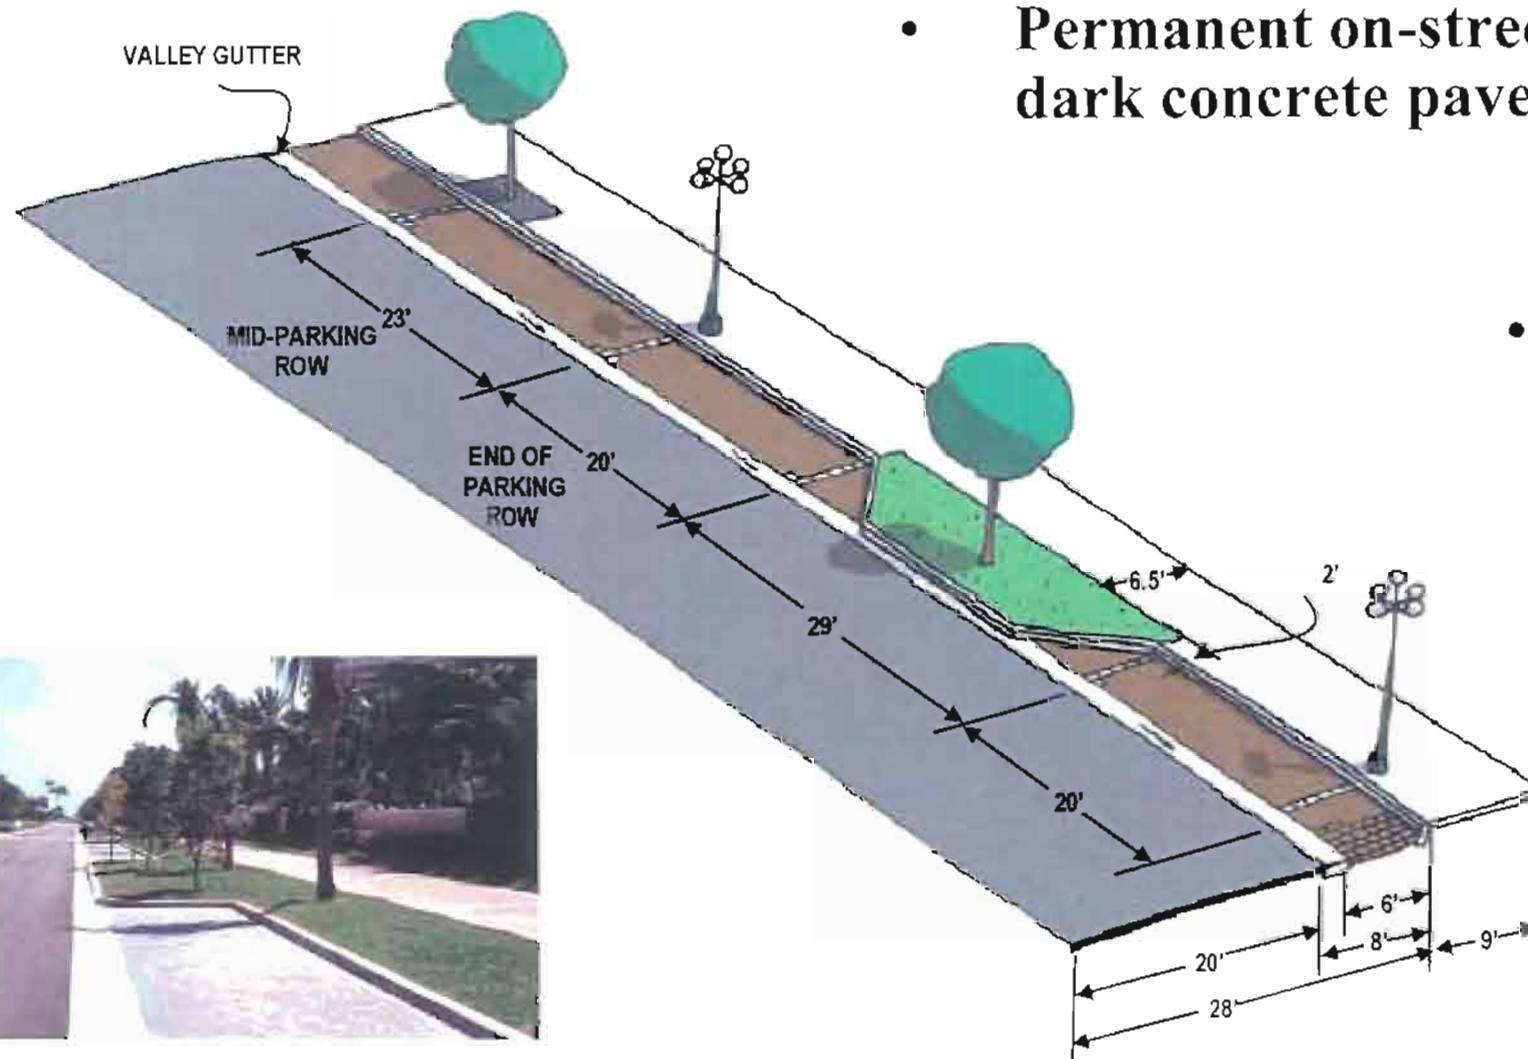 • Permanent on-stree
dark concrete pave
•
VALLEY GUTTER
23'
MID-PARKING
ROW
END OF
PARKING
ROW
20'
29'
6.5'
2'
20'
6'
8'
9'
20'
28'